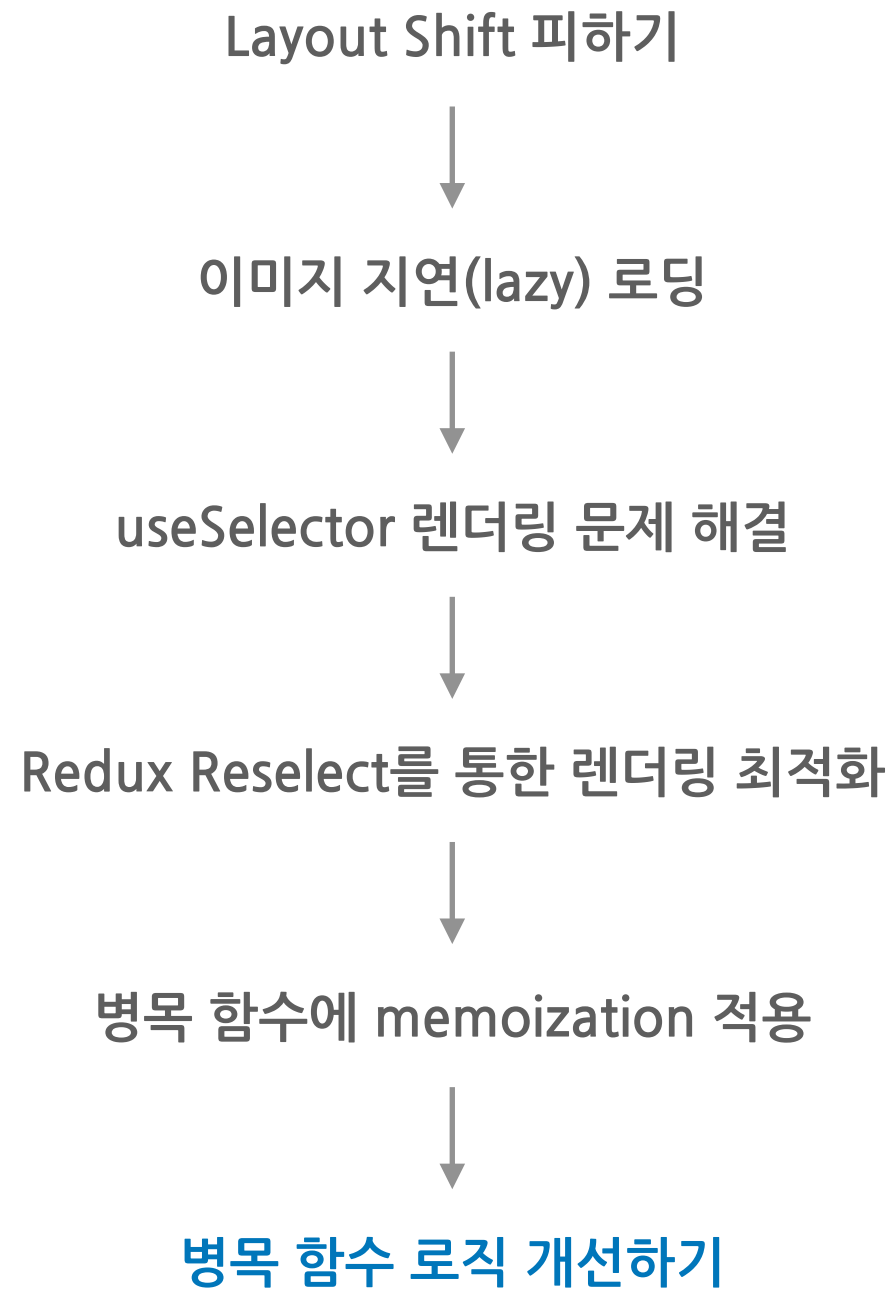 Layout Shift 피하기
이미지 지연(lazy) 로딩
useSelector 렌더링 문제 해결
Redux Reselect를 통한 렌더링 최적화
병목 함수에 memoization 적용
병목 함수 로직 개선하기